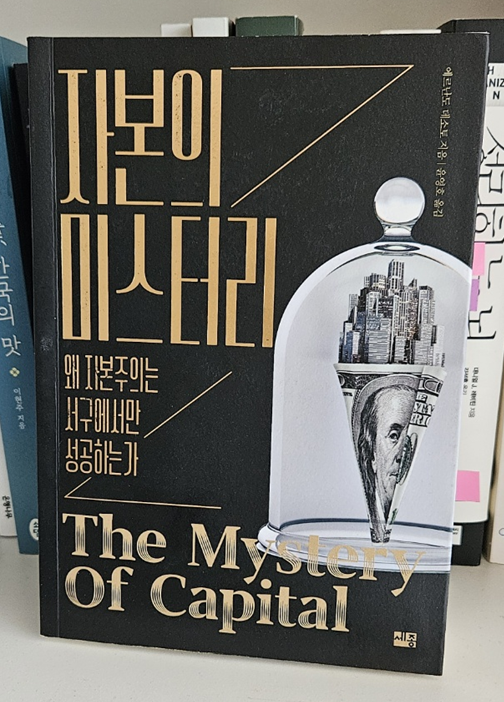 자본의
미스터리
에르난도 데소토 지음 | 윤영호 옮김
왜 자본주의는
서구에서만
성공하는가
The Mystery
Of Capital
세종